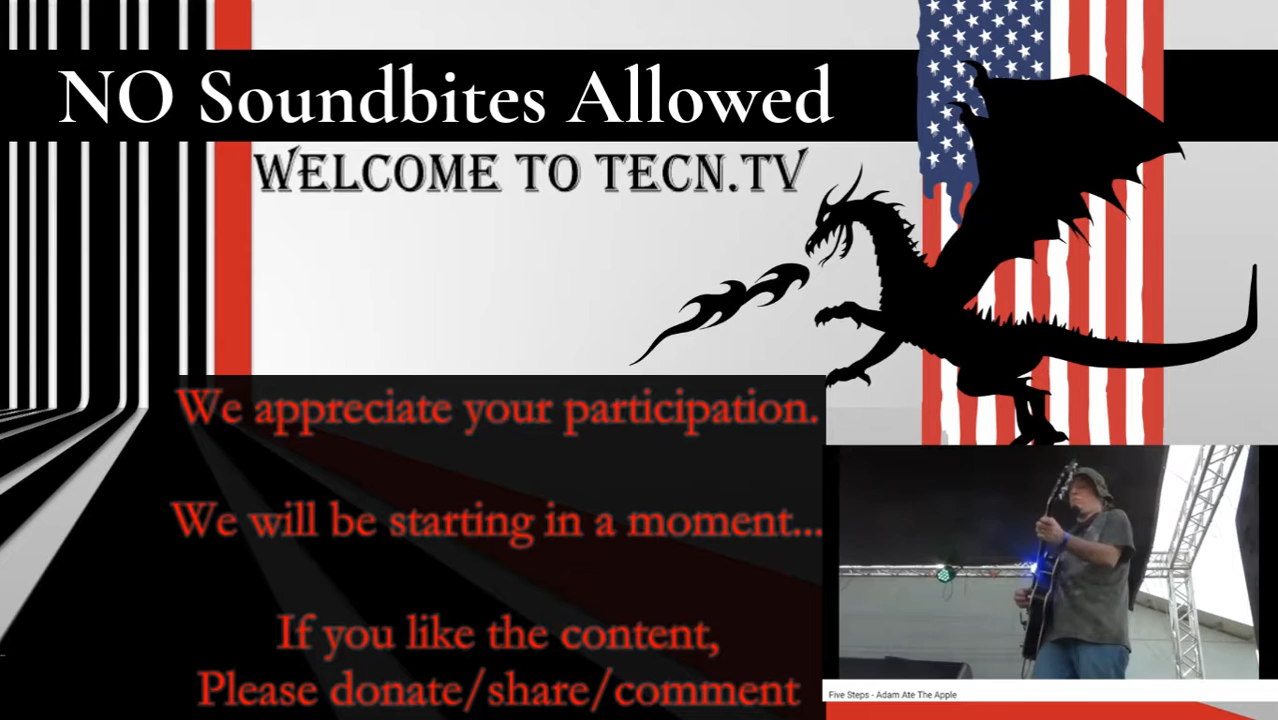 NO Soundbites Allowed
WELCOME TO TECN.TV
We appreciate your participation.
We will be starting in a moment...
If you like the content,
Please donate/share/comment
Five Steps - Adam Ate The Apple